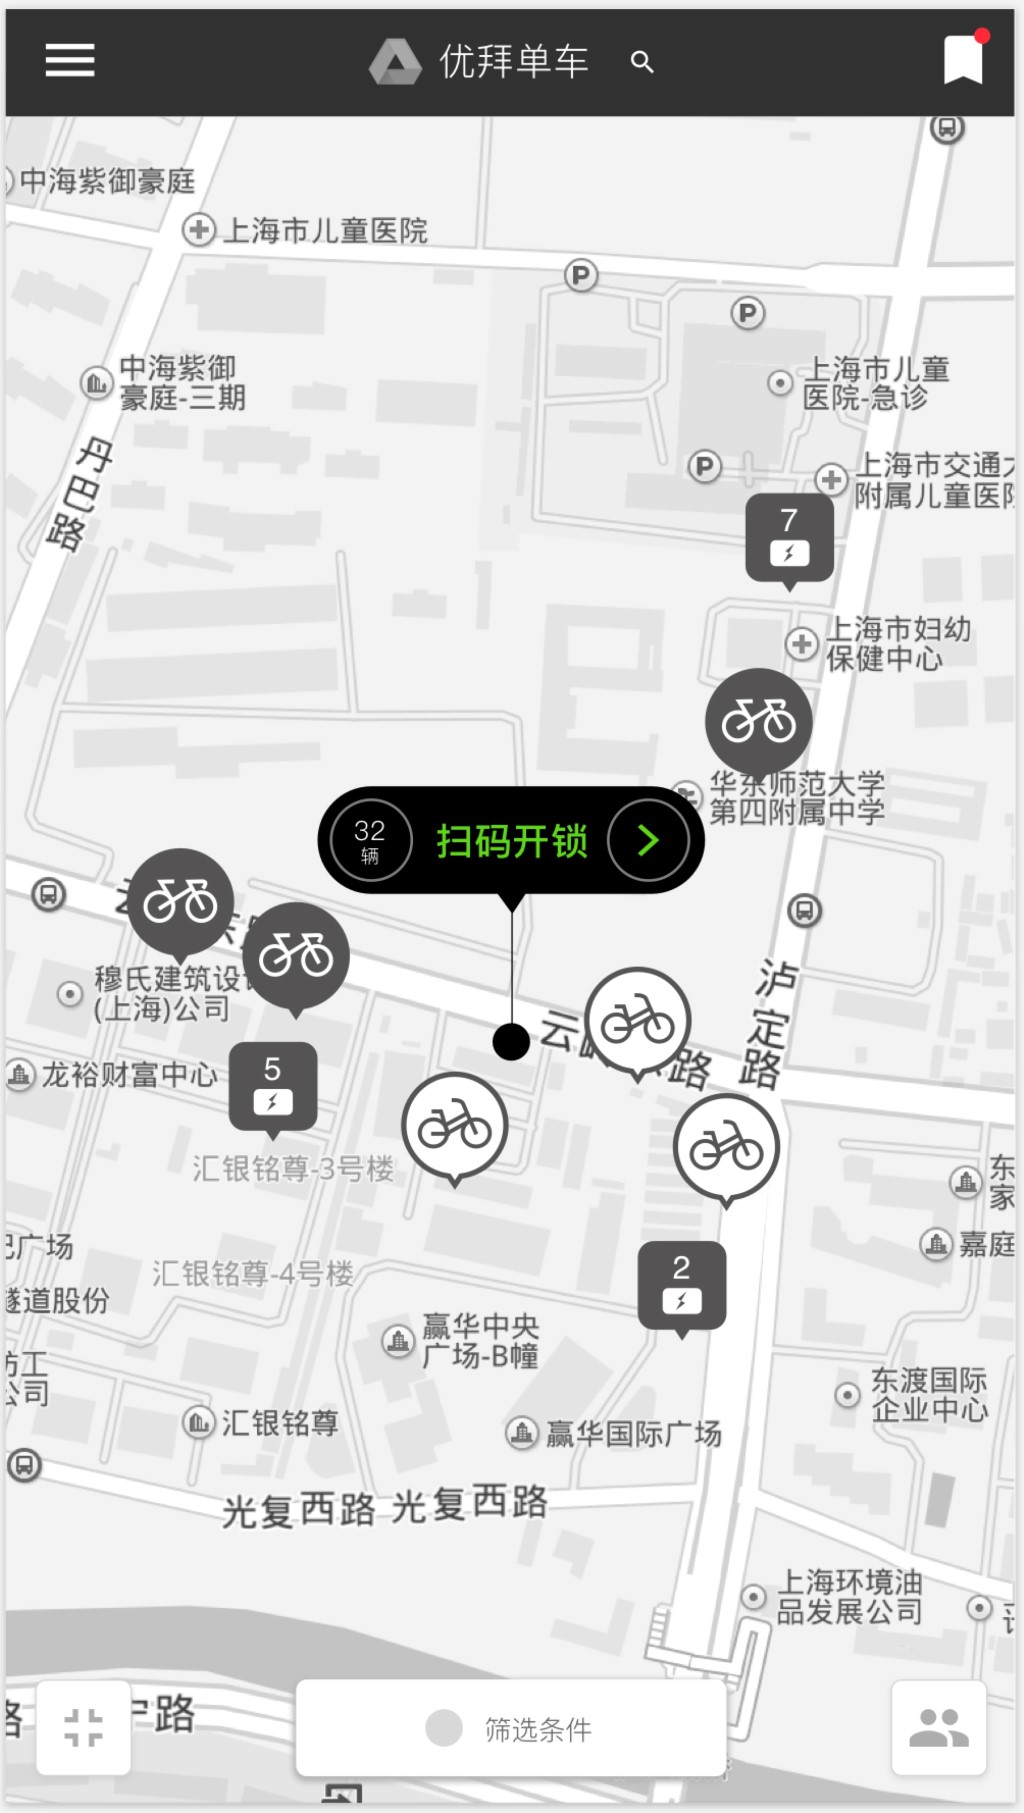 优拜单车
中海紫御豪庭
上海市儿童医院
P
P
中海紫御
豪庭-三期
上海市儿童
医院-急诊
丹巴路
P
上海市交通
附属儿童医
7
上海市妇幼
保健中心
华东师范大学
第四附属中学
32
辆
扫码开锁
穆氏建筑设
(上海)公司
泸定路
云
路
龙裕财富中心
5
汇银铭尊-3号楼
东
家
嘉庭
广场
汇银铭尊-4号楼
2
隧道股份
赢华中央
广场-B幢
工
公司
东渡国际
企业中心
汇银铭尊
赢华国际广场
光复西路 光复西路
上海环境油
品发展公司
路
筛选条件